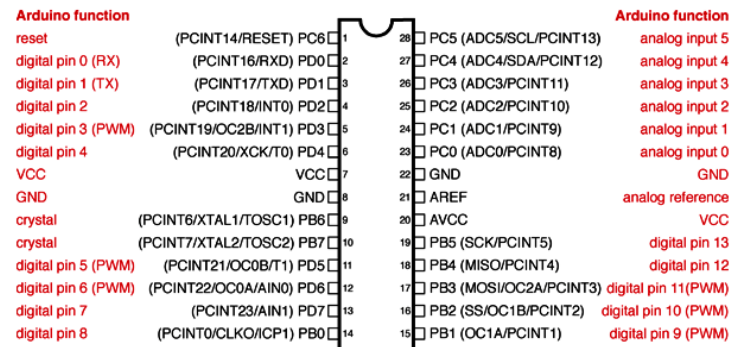 Arduino function Arduino function
reset (PCINT14/RESET) PC6 1 28 PC5 (ADC5/SCL/PCINT13) analog input 5
digital pin 0 (RX) (PCINT16/RXD) PD0 2 27 PC4 (ADC4/SDA/PCINT12) analog input 4
digital pin 1 (TX) (PCINT17/TXD) PD1 3 26 PC3 (ADC3/PCINT11) analog input 3
digital pin 2 (PCINT18/INT0) PD2 4 25 PC2 (ADC2/PCINT10) analog input 2
digital pin 3 (PWM) (PCINT19/OC2B/INT1) PD3 5 24 PC1 (ADC1/PCINT9) analog input 1
digital pin 4 (PCINT20/XCK/T0) PD4 6 23 PC0 (ADC0/PCINT8) analog input 0
VCC VCC 7 22 GND GND
GND GND 8 21 AREF analog reference
crystal (PCINT6/XTAL1/TOSC1) PB6 9 20 AVCC VCC
crystal (PCINT7/XTAL2/TOSC2) PB7 10 19 PB5 (SCK/PCINT5) digital pin 13
digital pin 5 (PWM) (PCINT21/OC0B/T1) PD5 11 18 PB4 (MISO/PCINT4) digital pin 12
digital pin 6 (PWM) (PCINT22/OC0A/AIN0) PD6 12 17 PB3 (MOSI/OC2A/PCINT3) digital pin 11(PWM)
digital pin 7 (PCINT23/AIN1) PD7 13 16 PB2 (SS/OC1B/PCINT2) digital pin 10 (PWM)
digital pin 8 (PCINT0/CLKO/ICP1) PB0 14 15 PB1 (OC1A/PCINT1) digital pin 9 (PWM)